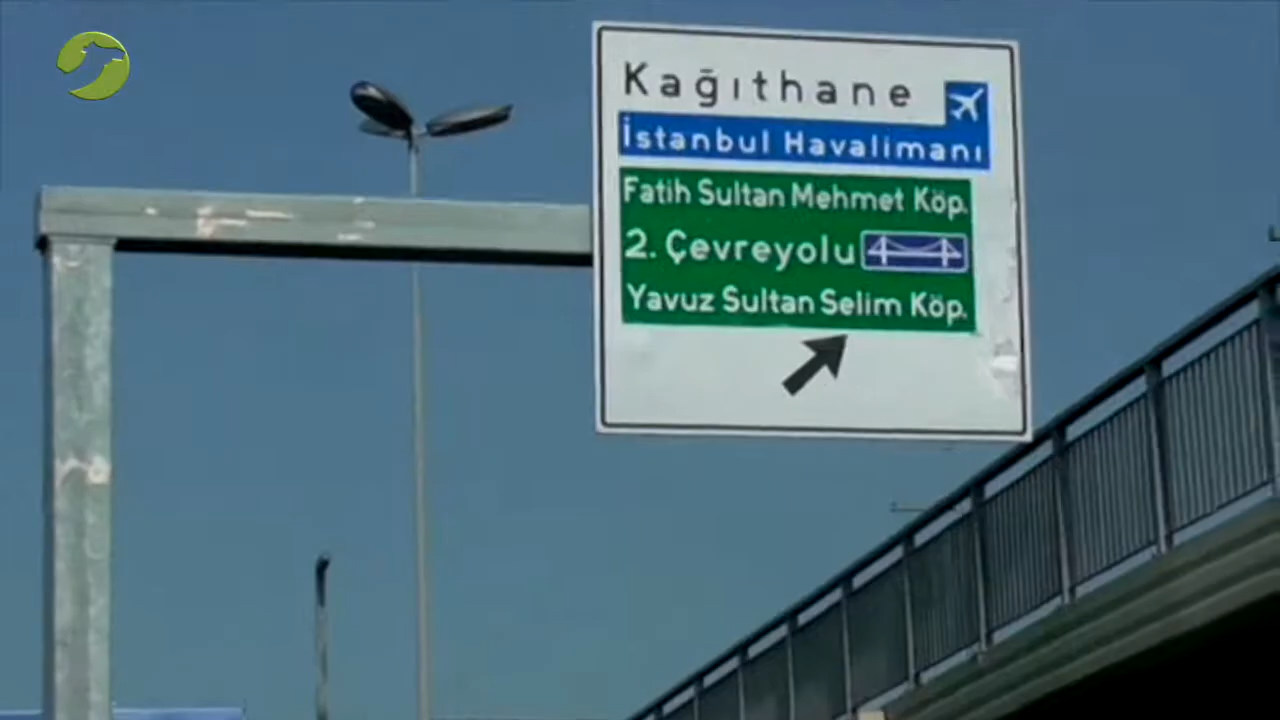 Kağıthane
İstanbul Havalimanı
Fatih Sultan Mehmet Köp.
2. Çevreyolu
Yavuz Sultan Selim Köp.